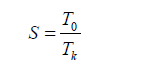 S = T₀ / Tₖ